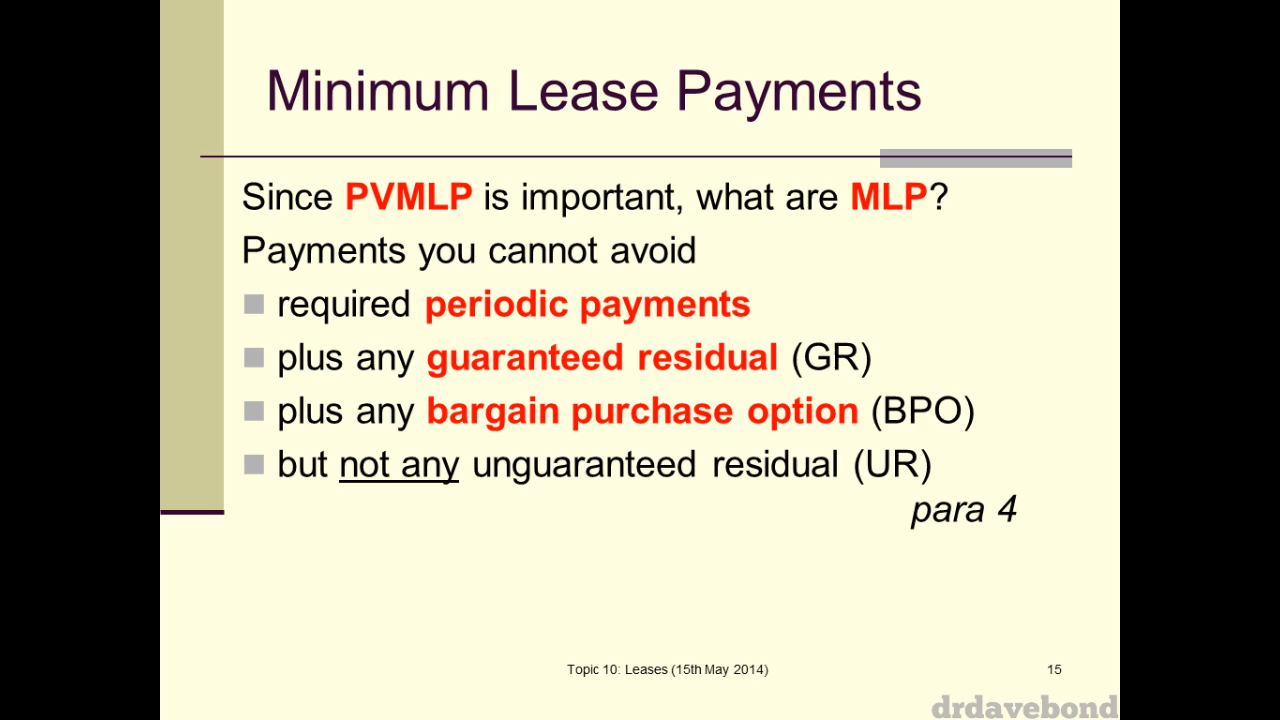 Minimum Lease Payments
Since PVMLP is important, what are MLP?
Payments you cannot avoid
required periodic payments
plus any guaranteed residual (GR)
plus any bargain purchase option (BPO)
but not any unguaranteed residual (UR)
para 4
Topic 10: Leases (15th May 2014)
15
drdavebond